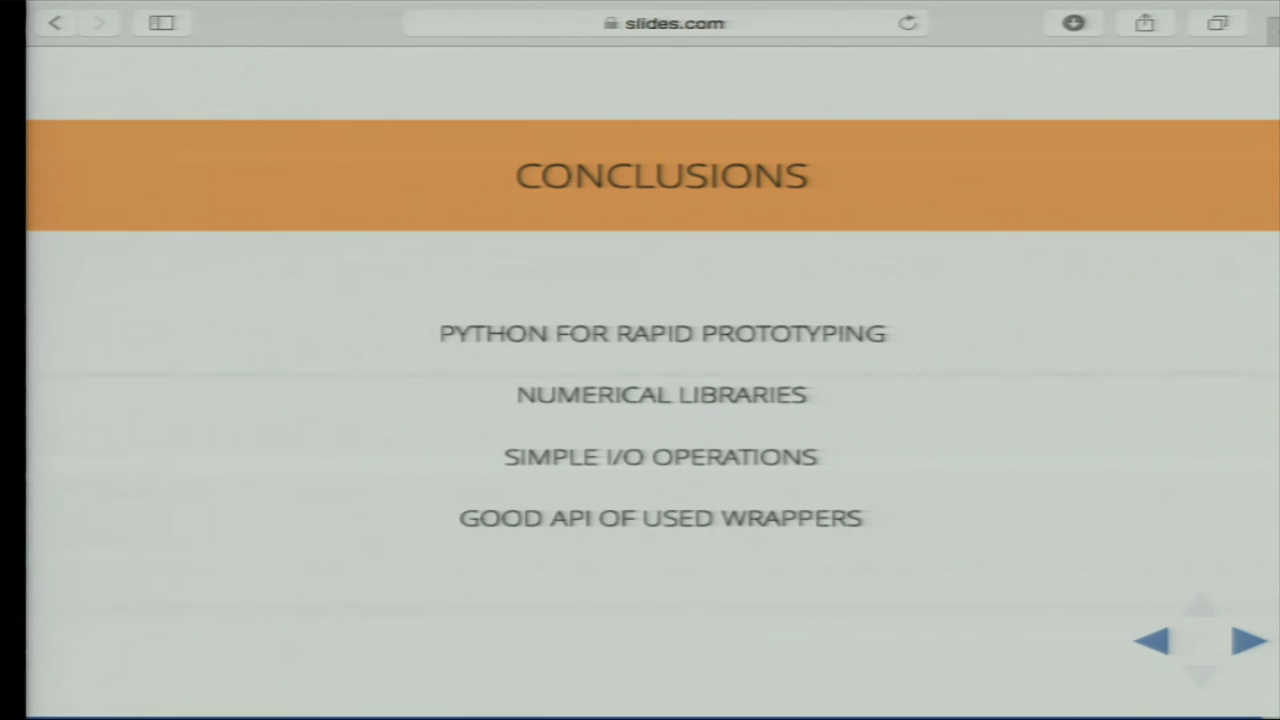 slides.com
CONCLUSIONS
PYTHON FOR RAPID PROTOTYPING
NUMERICAL LIBRARIES
SIMPLE I/O OPERATIONS
GOOD API OF USED WRAPPERS